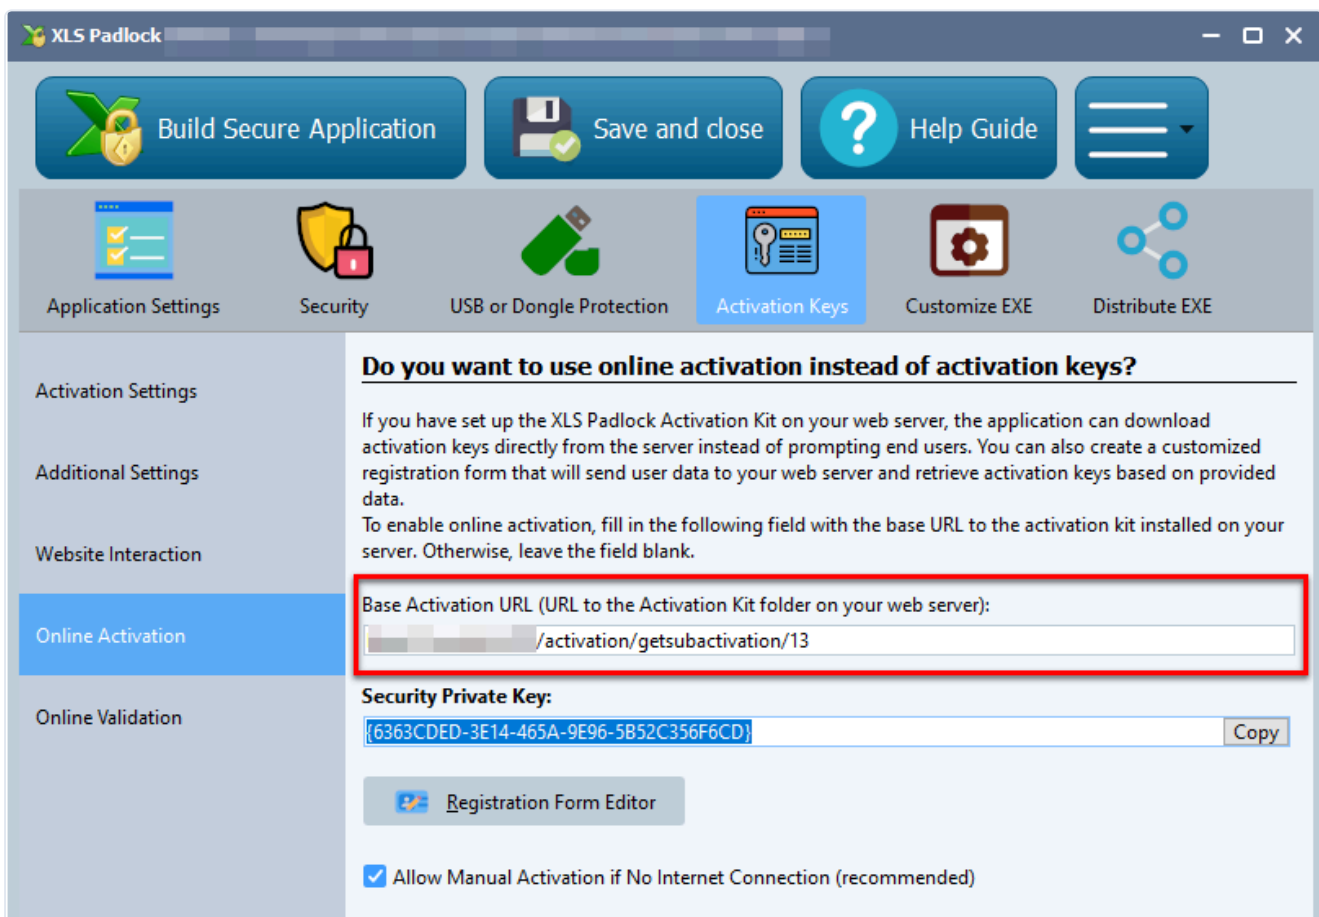 XLS Padlock
Build Secure Application
Save and close
Help Guide
Application Settings
Security
USB or Dongle Protection
Activation Keys
Customize EXE
Distribute EXE
Activation Settings
Additional Settings
Website Interaction
Online Activation
Online Validation
Do you want to use online activation instead of activation keys?
If you have set up the XLS Padlock Activation Kit on your web server, the application can download
activation keys directly from the server instead of prompting end users. You can also create a customized
registration form that will send user data to your web server and retrieve activation keys based on provided
data.
To enable online activation, fill in the following field with the base URL to the activation kit installed on your
server. Otherwise, leave the field blank.
Base Activation URL (URL to the Activation Kit folder on your web server):
/activation/getsubactivation/13
Security Private Key:
{6363CDED-3E14-465A-9E96-5B52C356F6CD}
Copy
Registration Form Editor
Allow Manual Activation if No Internet Connection (recommended)